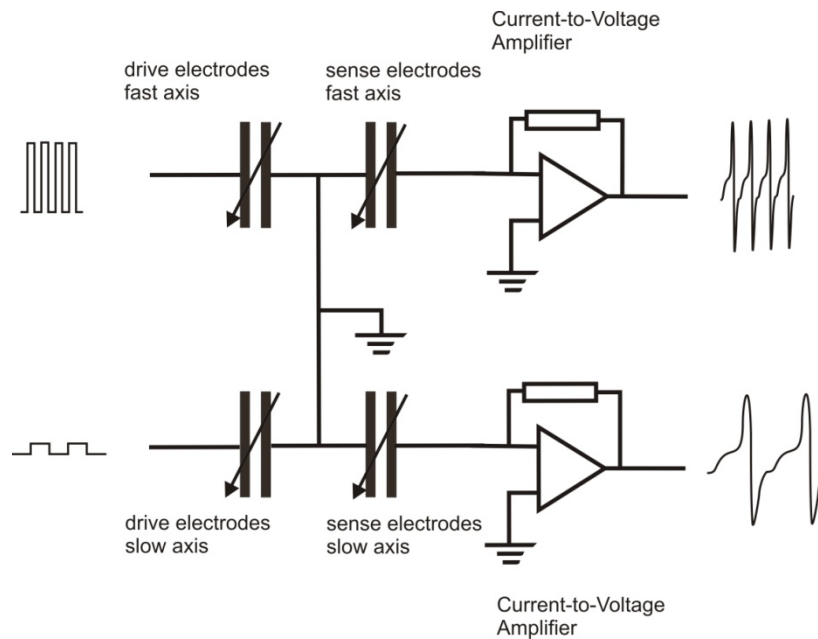 Current-to-Voltage
Amplifier
drive electrodes
fast axis
sense electrodes
fast axis
drive electrodes
slow axis
sense electrodes
slow axis
Current-to-Voltage
Amplifier